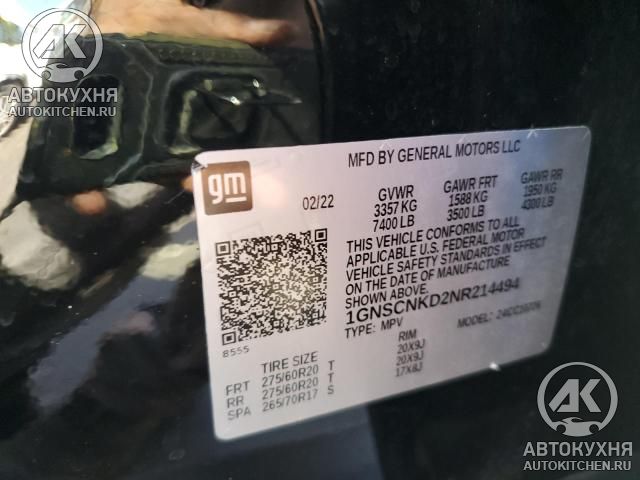 AK
АВТОКУХНЯ
AUTOKITCHEN.RU
gm
MFD BY GENERAL MOTORS LLC
02/22
GVWR GAWR FRT GAWR RR
3357 KG 1588 KG 1950 KG
7400 LB 3500 LB 4300 LB
THIS VEHICLE CONFORMS TO ALL
APPLICABLE U.S. FEDERAL MOTOR
VEHICLE SAFETY STANDARDS IN EFFECT
ON THE DATE OF MANUFACTURE
SHOWN ABOVE.
1GNSCNKD2NR214494
TYPE: MPV MODEL:
8555
TIRE SIZE RIM
FRT 275/60R20 T 20X9J
RR 275/60R20 T 20X9J
SPA 265/70R17 S 17X8J
AK
АВТОКУХНЯ
AUTOKITCHEN.RU